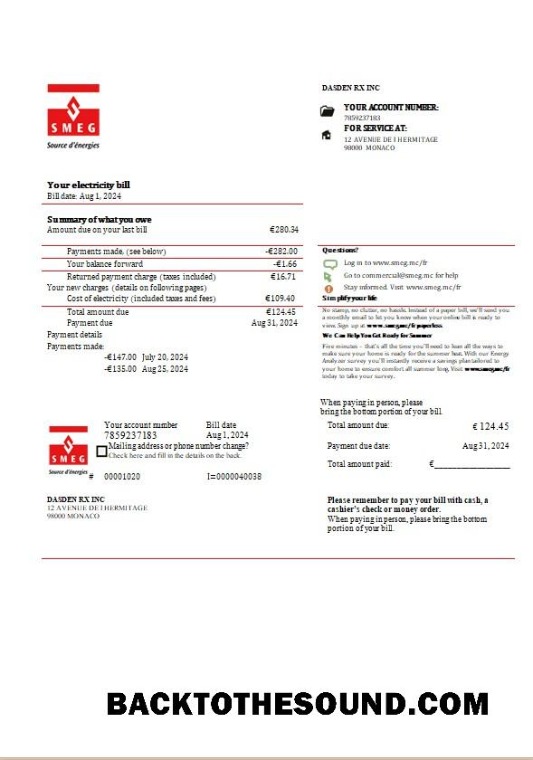 SMEG
Source d'énergies
DASDEN RX INC
YOUR ACCOUNT NUMBER:
7859237183
FOR SERVICE AT:
12 AVENUE DE I HERMITAGE
98000 MONACO
Your electricity bill
Bill date: Aug 1, 2024
Summary of what you owe
Amount due on your last bill €280.34
Payments made, (see below) -€282.00
Your balance forward -€1.66
Returned payment charge (taxes included) €16.71
Your new charges (details on following pages)
Cost of electricity (included taxes and fees) €109.40
Total amount due €124.45
Payment due Aug 31, 2024
Payment details
Payments made:
-€147.00 July 20, 2024
-€135.00 Aug 25, 2024
Questions?
Log in to www.smeg.mc/fr
Go to commercial@smeg.mc for help
Stay informed. Visit www.smeg.mc/fr
Simplify your life
No stamp, no clutter, no hassle. Instead of a paper bill, we'll send you
a monthly email to let you know when your online bill is ready to
view. Sign up at www.smeg.mc/fr paperless.
We Can Help You Get Ready for Summer
Five minutes – that's all the time you'll need to learn all the ways to
make sure your home is ready for the summer heat. With our Energy
Analyzer survey you'll instantly receive a savings plan tailored to
your home to ensure comfort all summer long. Visit www.smeg.mc/fr
today to take your survey.
When paying in person, please
bring the bottom portion of your bill.
Total amount due: € 124.45
Payment due date: Aug 31, 2024
Total amount paid: €
SMEG
Source d'énergies
Your account number Bill date
7859237183 Aug 1, 2024
Mailing address or phone number change?
Check here and fill in the details on the back.
# 00001020 I=0000040038
DASDEN RX INC
12 AVENUE DE I HERMITAGE
98000 MONACO
Please remember to pay your bill with cash, a
cashier's check or money order.
When paying in person, please bring the bottom
portion of your bill.
BACKTOTHESOUND.COM